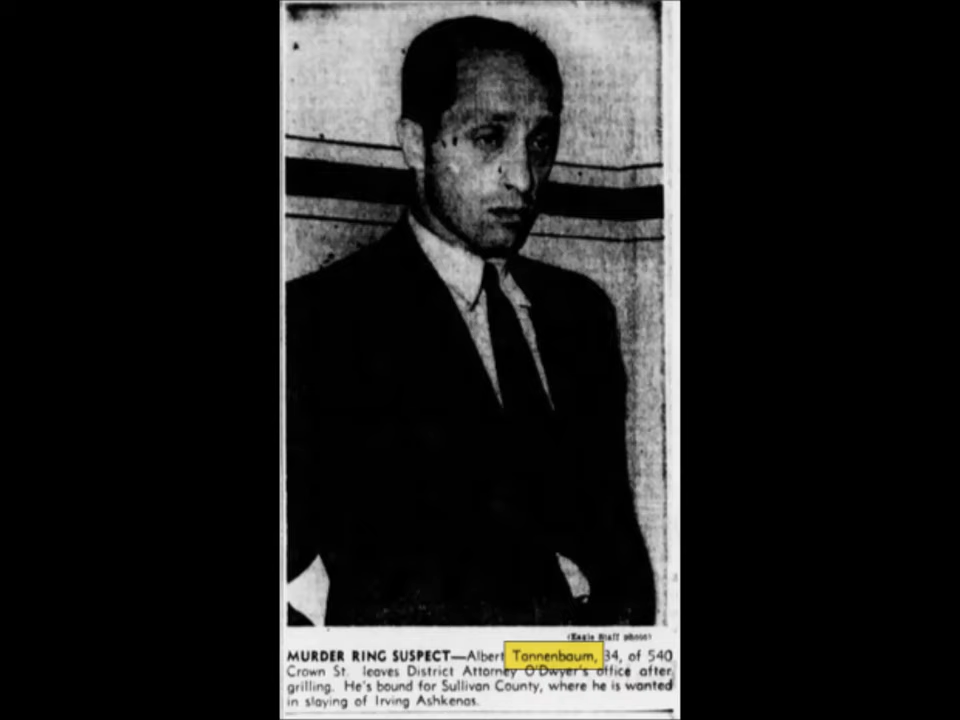 (Eagle Staff photo)
MURDER RING SUSPECT—Albert Tannenbaum, 34, of 540
Crown St. leaves District Attorney O'Dwyer's office after
grilling. He's bound for Sullivan County, where he is wanted
in slaying of Irving Ashkenas.